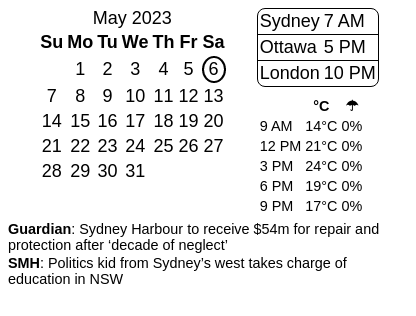 May 2023
Su Mo Tu We Th Fr Sa
1 2 3 4 5 6
7 8 9 10 11 12 13
14 15 16 17 18 19 20
21 22 23 24 25 26 27
28 29 30 31
Sydney 7 AM
Ottawa 5 PM
London 10 PM
°C ☂
9 AM 14°C 0%
12 PM 21°C 0%
3 PM 24°C 0%
6 PM 19°C 0%
9 PM 17°C 0%
Guardian: Sydney Harbour to receive $54m for repair and
protection after ‘decade of neglect’
SMH: Politics kid from Sydney’s west takes charge of
education in NSW